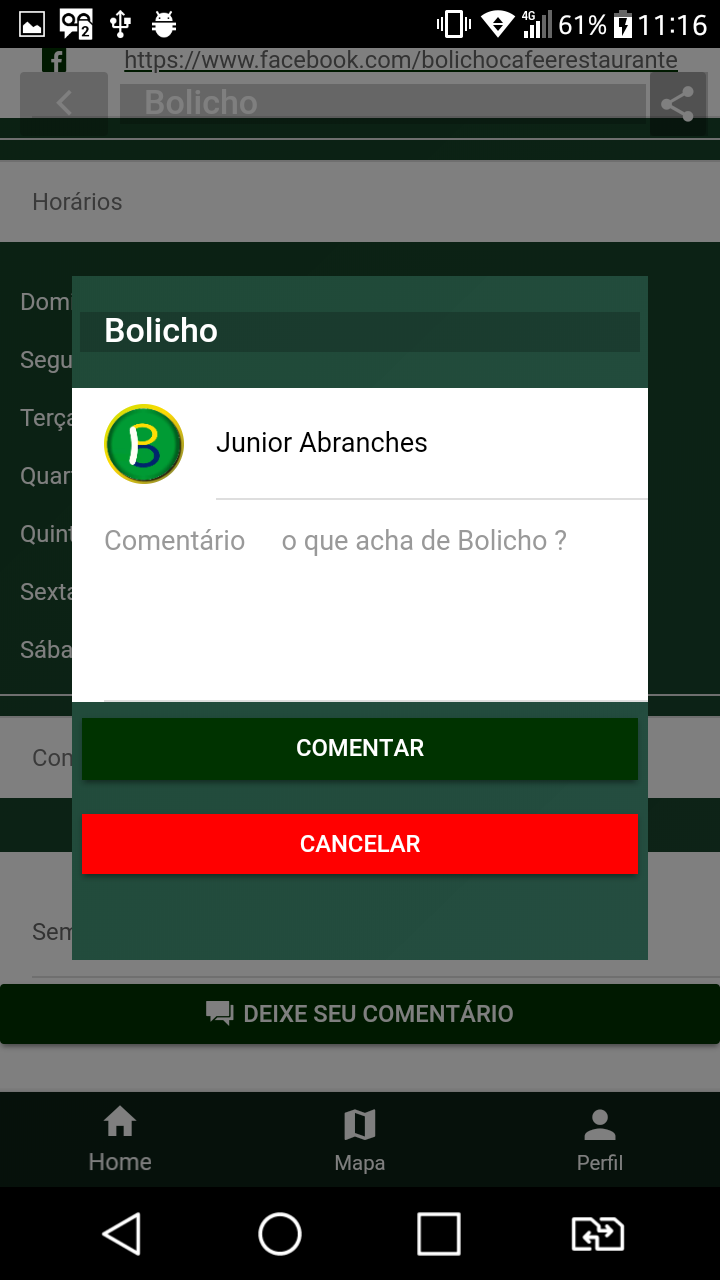 2
4G
61%
11:16
https://www.facebook.com/bolichocafeerestaurante
Bolicho
Horários
Domi
Segu
Terça
Quar
Quint
Sexta
Sába
Bolicho
B
Junior Abranches
Comentário o que acha de Bolicho ?
COMENTAR
CANCELAR
Con
Sem
DEIXE SEU COMENTÁRIO
Home
Mapa
Perfil